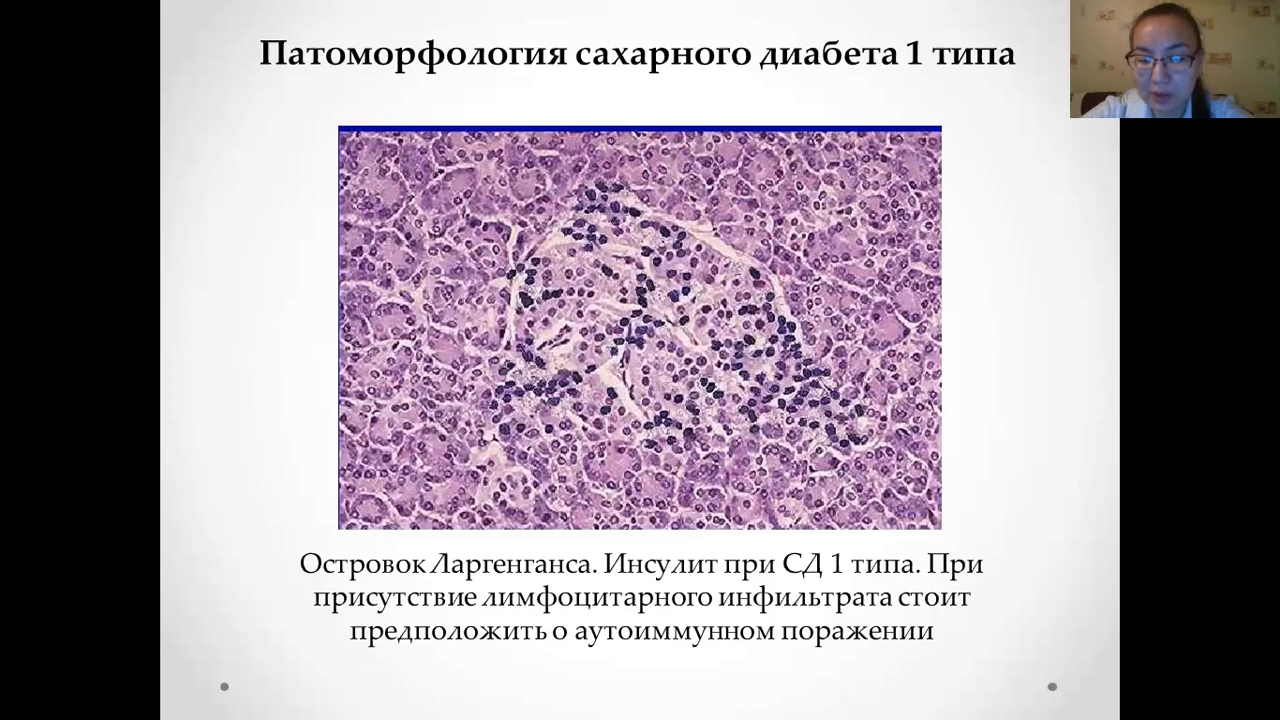 Патоморфология сахарного диабета 1 типа
Островок Ларгенганса. Инсулит при СД 1 типа. При
присутствие лимфоцитарного инфильтрата стоит
предположить о аутоиммунном поражении